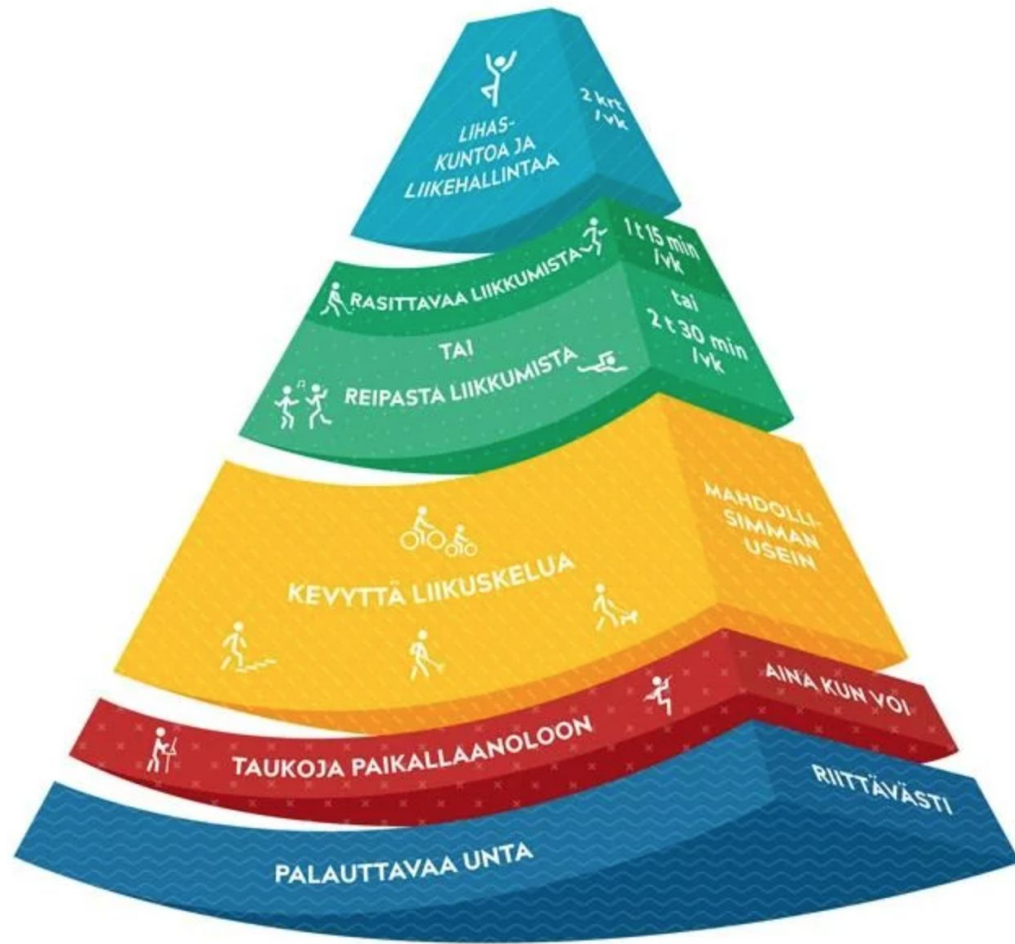 LIHAS-
KUNTOA JA
LIIKEHALLINTAA
2 krt
/vk
RASITTAVAA LIIKKUMISTA
1 t 15 min
/vk
TAI
tai
REIPASTA LIIKKUMISTA
2 t 30 min
/vk
KEVYTTÄ LIIKUSKELUA
MAHDOLLI-
SIMMAN
USEIN
TAUKOJA PAIKALLAANOLOON
AINA KUN VOI
PALAUTTAVAA UNTA
RIITTÄVÄSTI